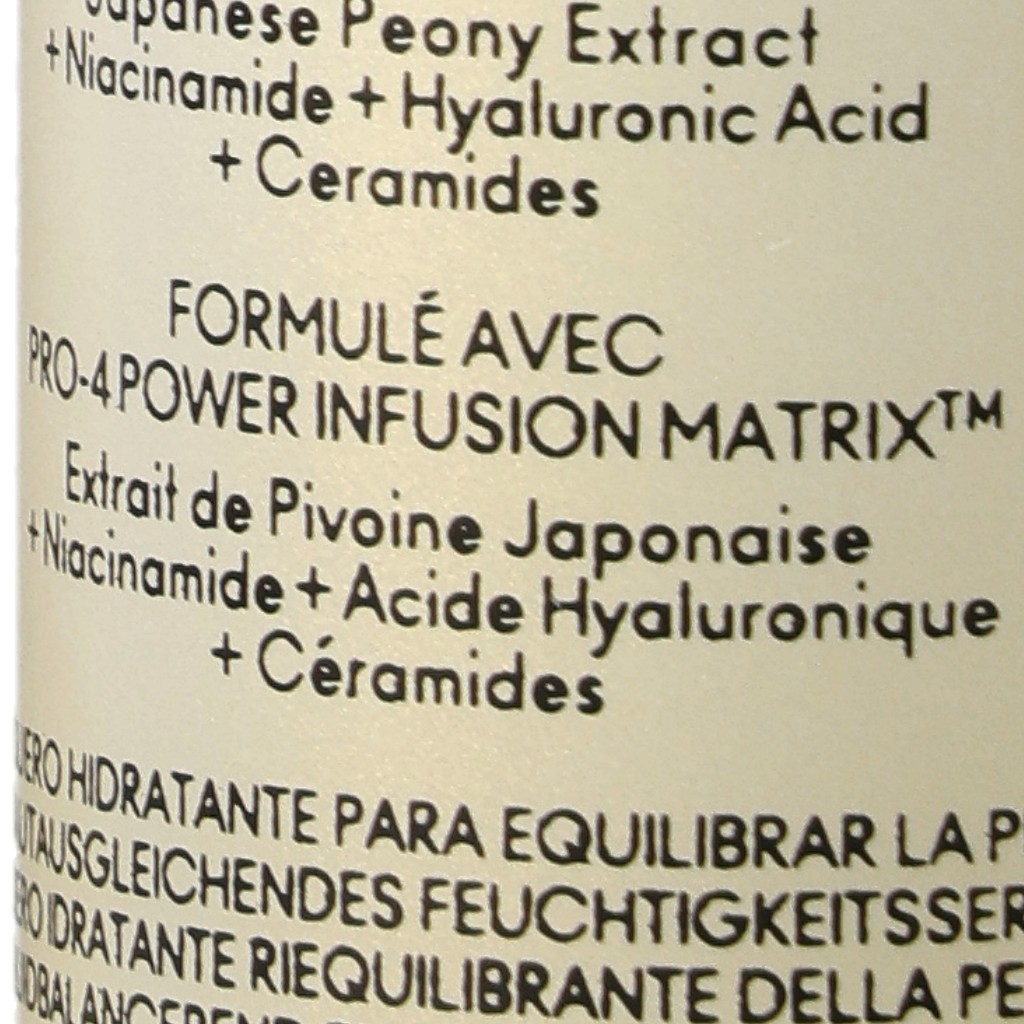 Japanese Peony Extract
+Niacinamide + Hyaluronic Acid
+ Ceramides
FORMULÉ AVEC
PRO-4 POWER INFUSION MATRIX™
Extrait de Pivoine Japonaise
+Niacinamide + Acide Hyaluronique
+ Céramides
HIDRATANTE PARA EQUILIBRAR LA
IDRATANTE RIEQUILIBRANTE DELLA